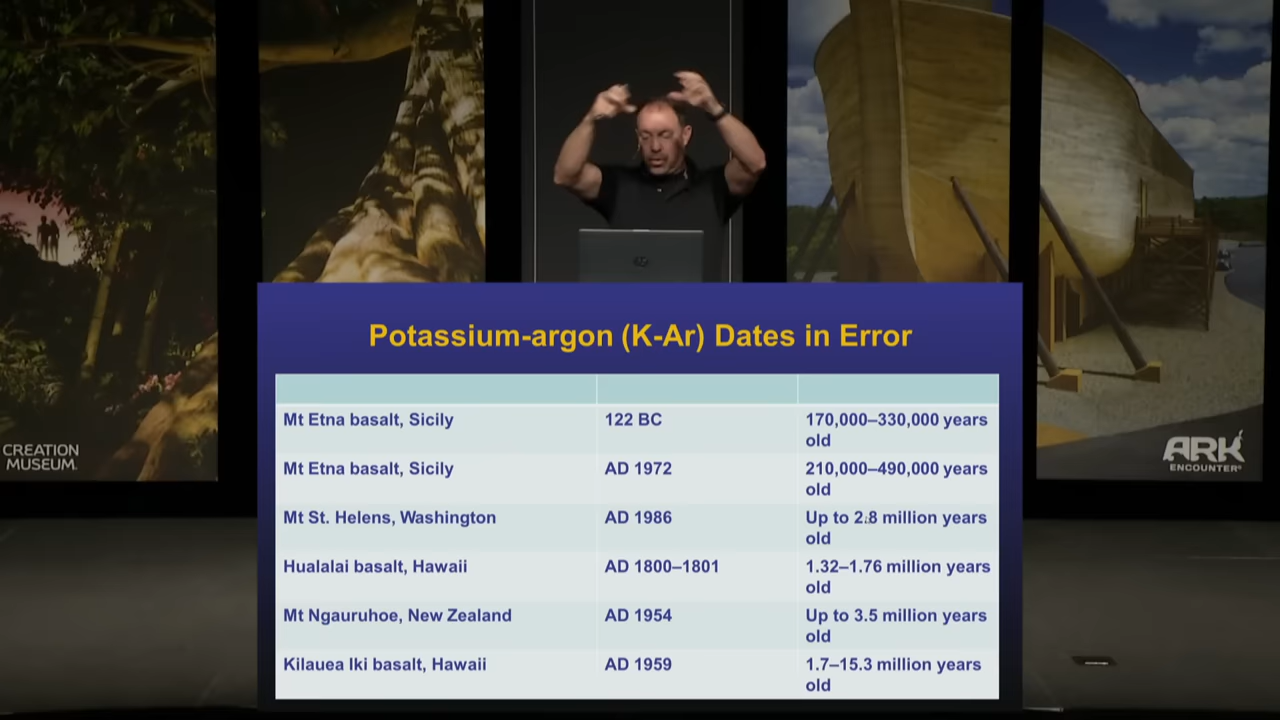 Potassium-argon (K-Ar) Dates in Error
Mt Etna basalt, Sicily 122 BC 170,000–330,000 years
old
Mt Etna basalt, Sicily AD 1972 210,000–490,000 years
old
Mt St. Helens, Washington AD 1986 Up to 2.8 million years
old
Hualalai basalt, Hawaii AD 1800–1801 1.32–1.76 million years
old
Mt Ngauruhoe, New Zealand AD 1954 Up to 3.5 million years
old
Kilauea Iki basalt, Hawaii AD 1959 1.7–15.3 million years
old
CREATION
MUSEUM
ARK
ENCOUNTER
hp